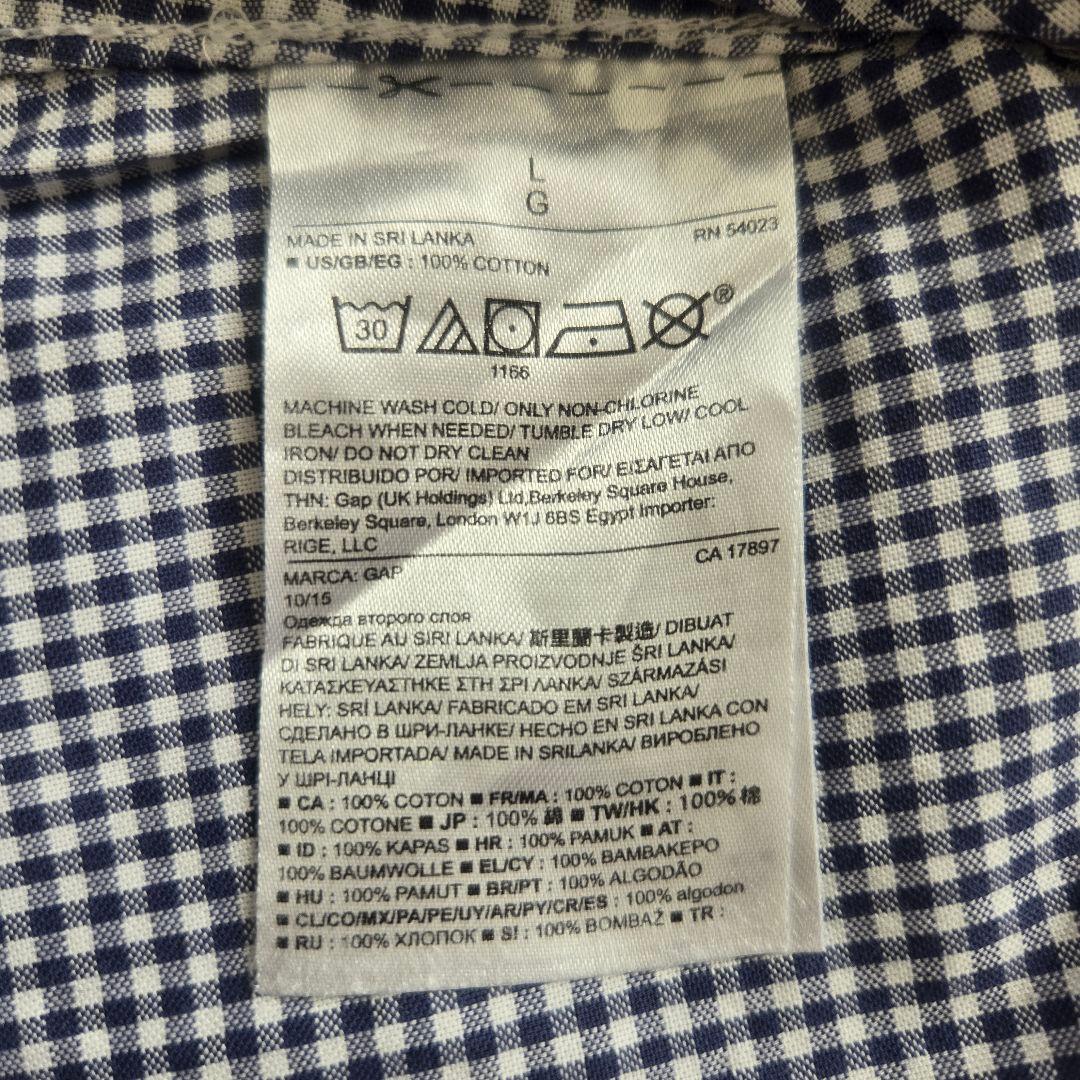 L
G
MADE IN SRI LANKA RN 54023
■ US/GB/EG : 100% COTTON
30 ®
1166
MACHINE WASH COLD/ ONLY NON-CHLORINE
BLEACH WHEN NEEDED/ TUMBLE DRY LOW/ COOL
IRON/ DO NOT DRY CLEAN
DISTRIBUIDO POR/ IMPORTED FOR/ ΕΙΣΑΓΕΤΑΙ ΑΠΟ
ΤΗΝ: Gap (UK Holdings) Ltd,Berkeley Square House,
Berkeley Square, London W1J 6BS Egypt Importer:
RIGE, LLC
CA 17897
MARCA: GAP
10/15
Одежда второго слоя
FABRIQUE AU SIRI LANKA/ 斯里蘭卡製造/ DIBUAT
DI SRI LANKA/ ZEMLJA PROIZVODNJE ŠRI LANKA/
ΚΑΤΑΣΚΕΥΑΣΤΗΚΕ ΣΤΗ ΣΡΙ ΛΑΝΚΑ/ SZÁRMAZÁSI
HELY: SRÍ LANKA/ FABRICADO EM SRI LANKA/
СДЕЛАНО В ШРИ-ЛАНКЕ/ HECHO EN SRI LANKA CON
TELA IMPORTADA/ MADE IN SRILANKA/ ВИРОБЛЕНО
У ШРІ-ЛАНЦІ
■ CA : 100% COTON ■ FR/MA : 100% COTON ■ IT :
100% COTONE ■ JP : 100% 綿 ■ TW/HK : 100% 棉
■ ID : 100% KAPAS ■ HR : 100% PAMUK ■ AT :
100% BAUMWOLLE ■ EL/CY : 100% ΒΑΜΒΑΚΕΡΟ
■ HU : 100% PAMUT ■ BR/PT : 100% ALGODÃO
■ CL/CO/MX/PA/PE/UY/AR/PY/CR/ES : 100% algodon
■ RU : 100% ХЛОПОК ■ SI : 100% BOMBAŽ ■ TR :